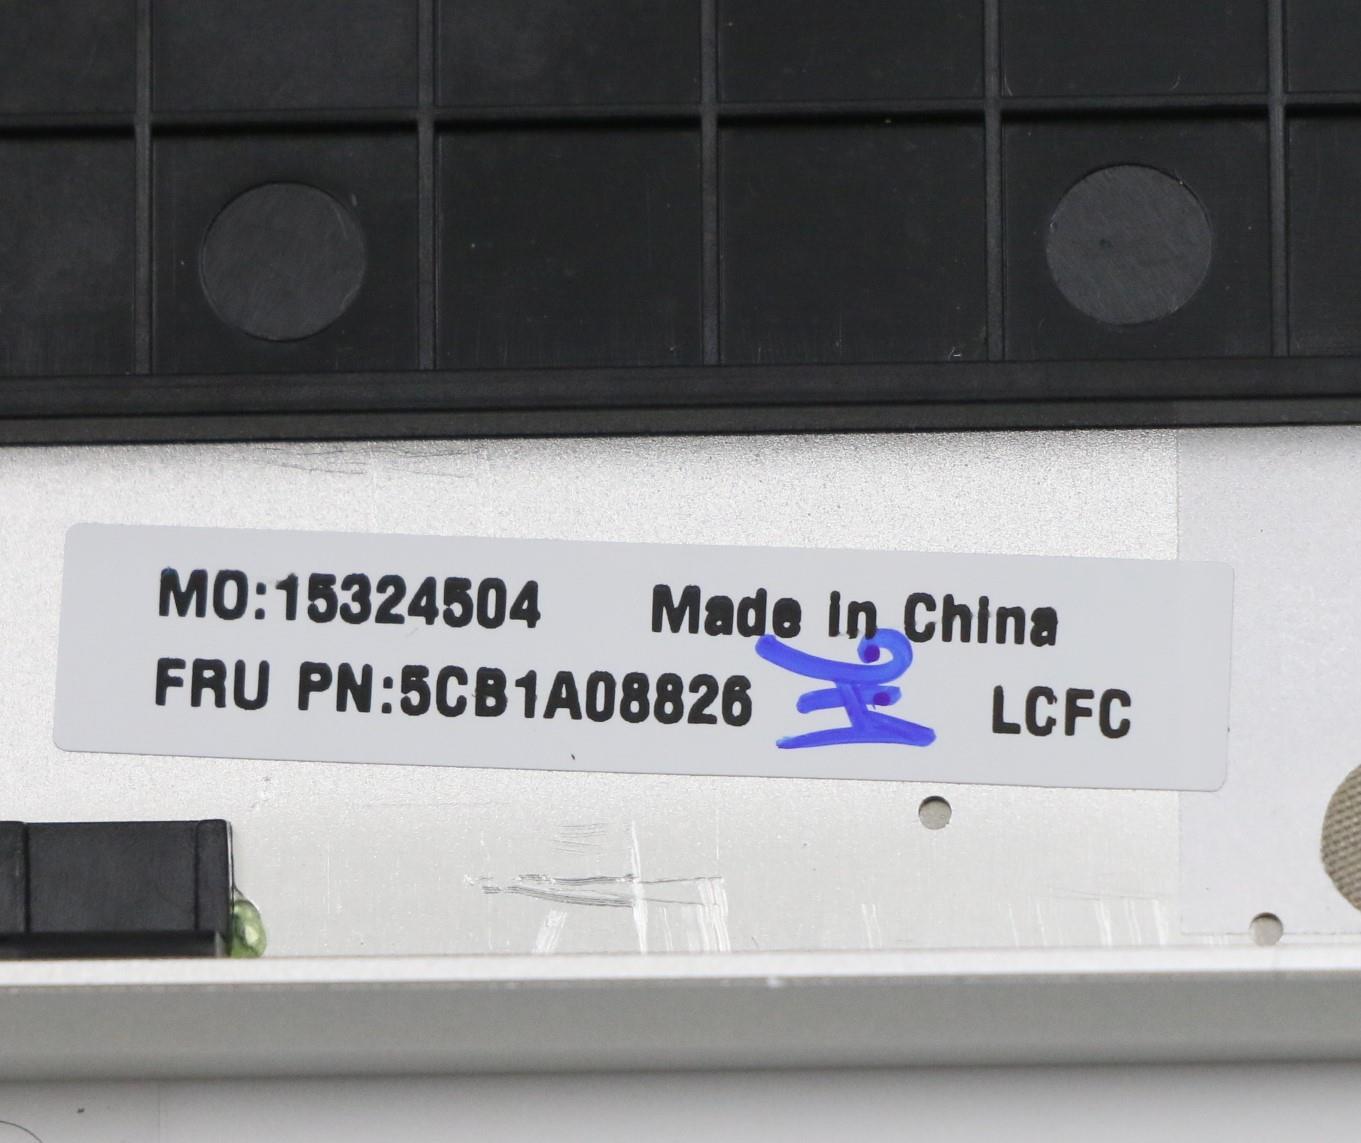 MO:15324504 Made in China
FRU PN:5CB1A08826 LCFC